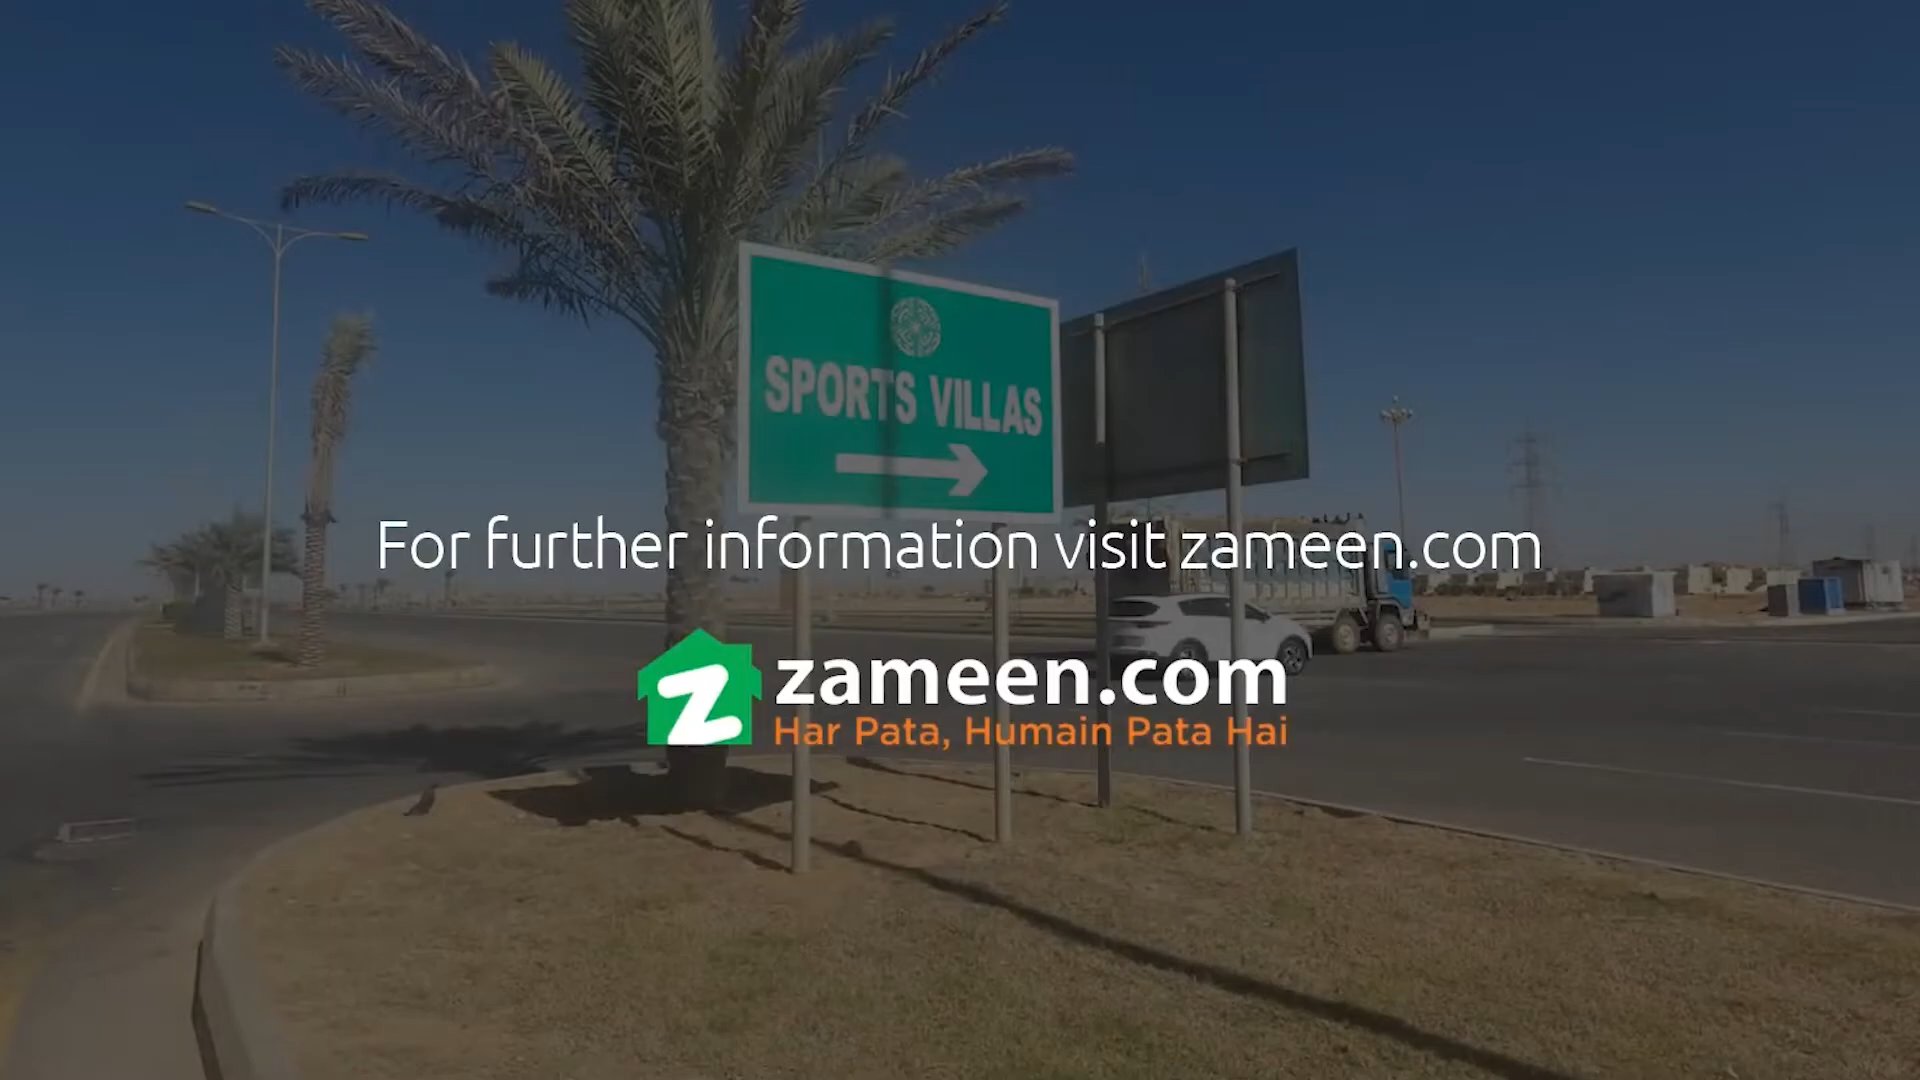 SPORTS VILLAS
For further information visit zameen.com
zameen.com
Har Pata, Humain Pata Hai